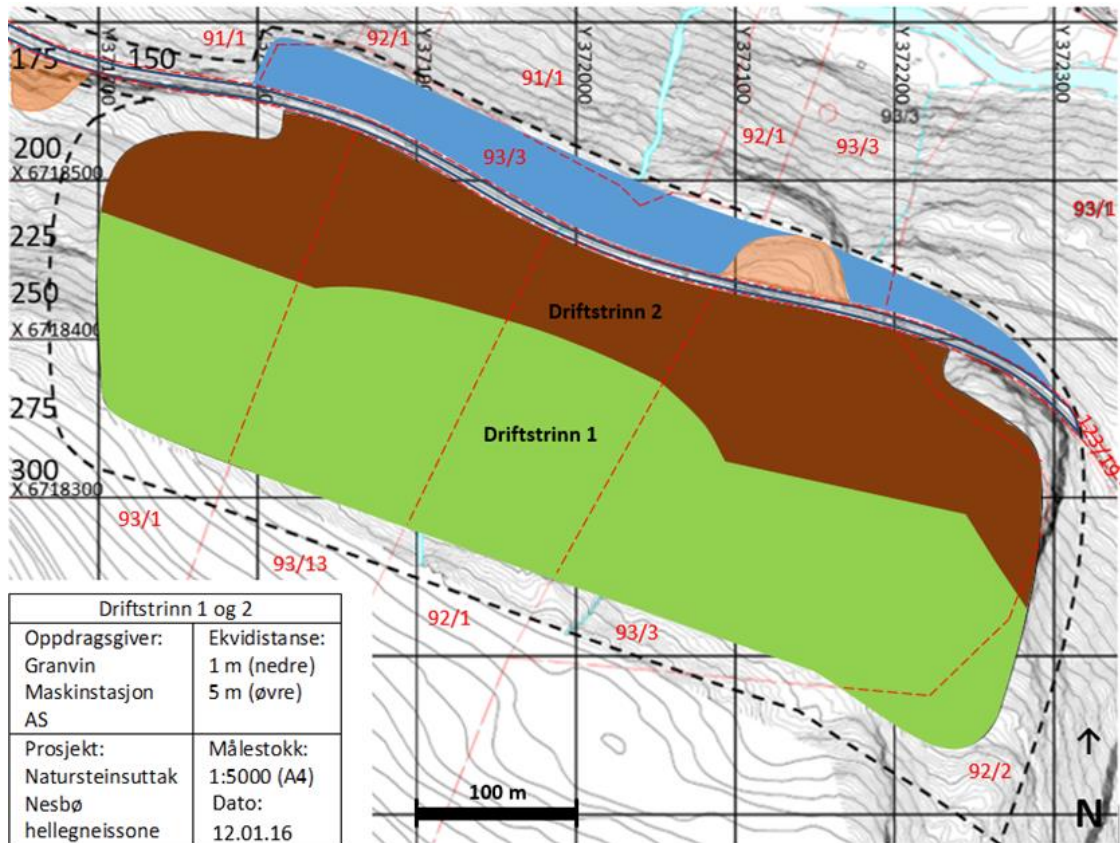 91/1
92/1
175
150
Y 371900
Y 372000
Y 372100
Y 372200
Y 372300
91/1
93/3
92/1
93/3
200
93/3
X 6718500
93/1
225
250
Driftstrinn 2
X 6718400
275
Driftstrinn 1
123/19
300
X 6718300
93/1
93/13
92/1
93/3
92/2
100 m
N
Driftstrinn 1 og 2
Oppdragsgiver:
Granvin
Maskinstasjon
AS
Ekvidistanse:
1 m (nedre)
5 m (øvre)
Prosjekt:
Natursteinsuttak
Nesbø
hellegneissone
Målestokk:
1:5000 (A4)
Dato:
12.01.16